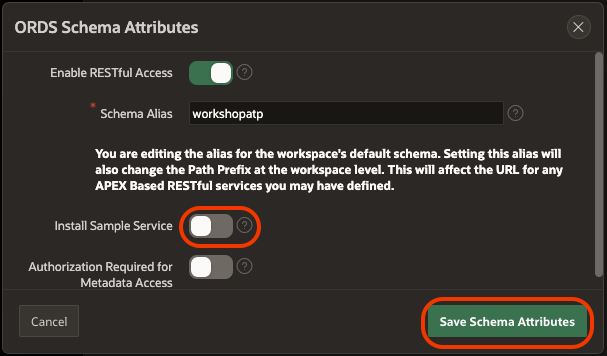 ORDS Schema Attributes
Enable RESTful Access
* Schema Alias workshopatp
You are editing the alias for the workspace's default schema. Setting this alias will
also change the Path Prefix at the workspace level. This will affect the URL for any
APEX Based RESTful services you may have defined.
Install Sample Service
Authorization Required for
Metadata Access
Cancel
Save Schema Attributes